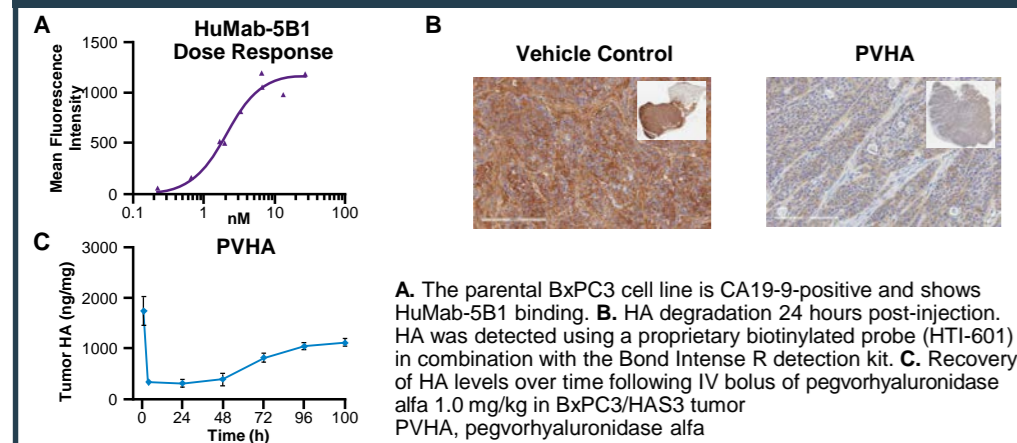 A
HuMab-5B1
Dose Response
Mean Fluorescence
Intensity
1500
1000
500
0
0.1
1
10
100
nM
B
Vehicle Control
PVHA
C
PVHA
Tumor HA (ng/mg)
3000
2000
1000
0
0
24
48
72
96
100
Time (h)
A. The parental BxPC3 cell line is CA19-9-positive and shows
HuMab-5B1 binding. B. HA degradation 24 hours post-injection.
HA was detected using a proprietary biotinylated probe (HTI-601)
in combination with the Bond Intense R detection kit. C. Recovery
of HA levels over time following IV bolus of pegvorhyaluronidase
alfa 1.0 mg/kg in BxPC3/HAS3 tumor
PVHA, pegvorhyaluronidase alfa